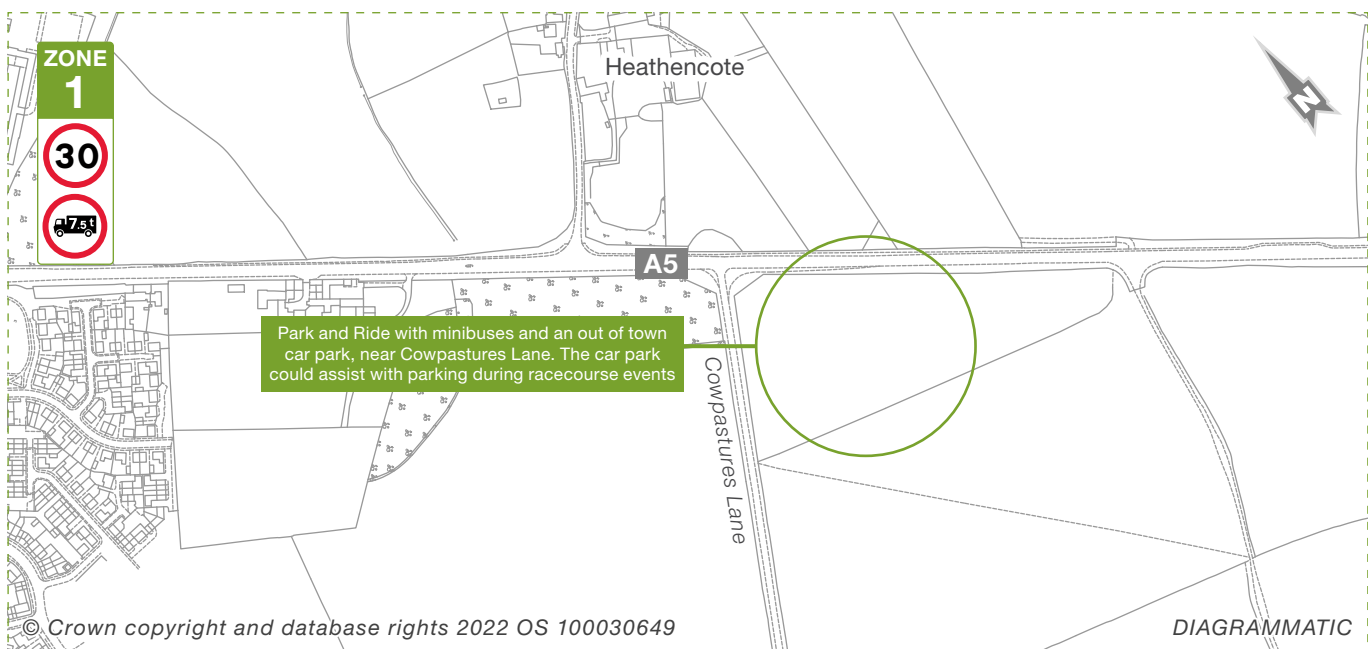 ZONE
1
30
7.5t
Heathencote
N
A5
Park and Ride with minibuses and an out of town
car park, near Cowpastures Lane. The car park
could assist with parking during racecourse events
Cowpastures Lane
© Crown copyright and database rights 2022 OS 100030649
DIAGRAMMATIC